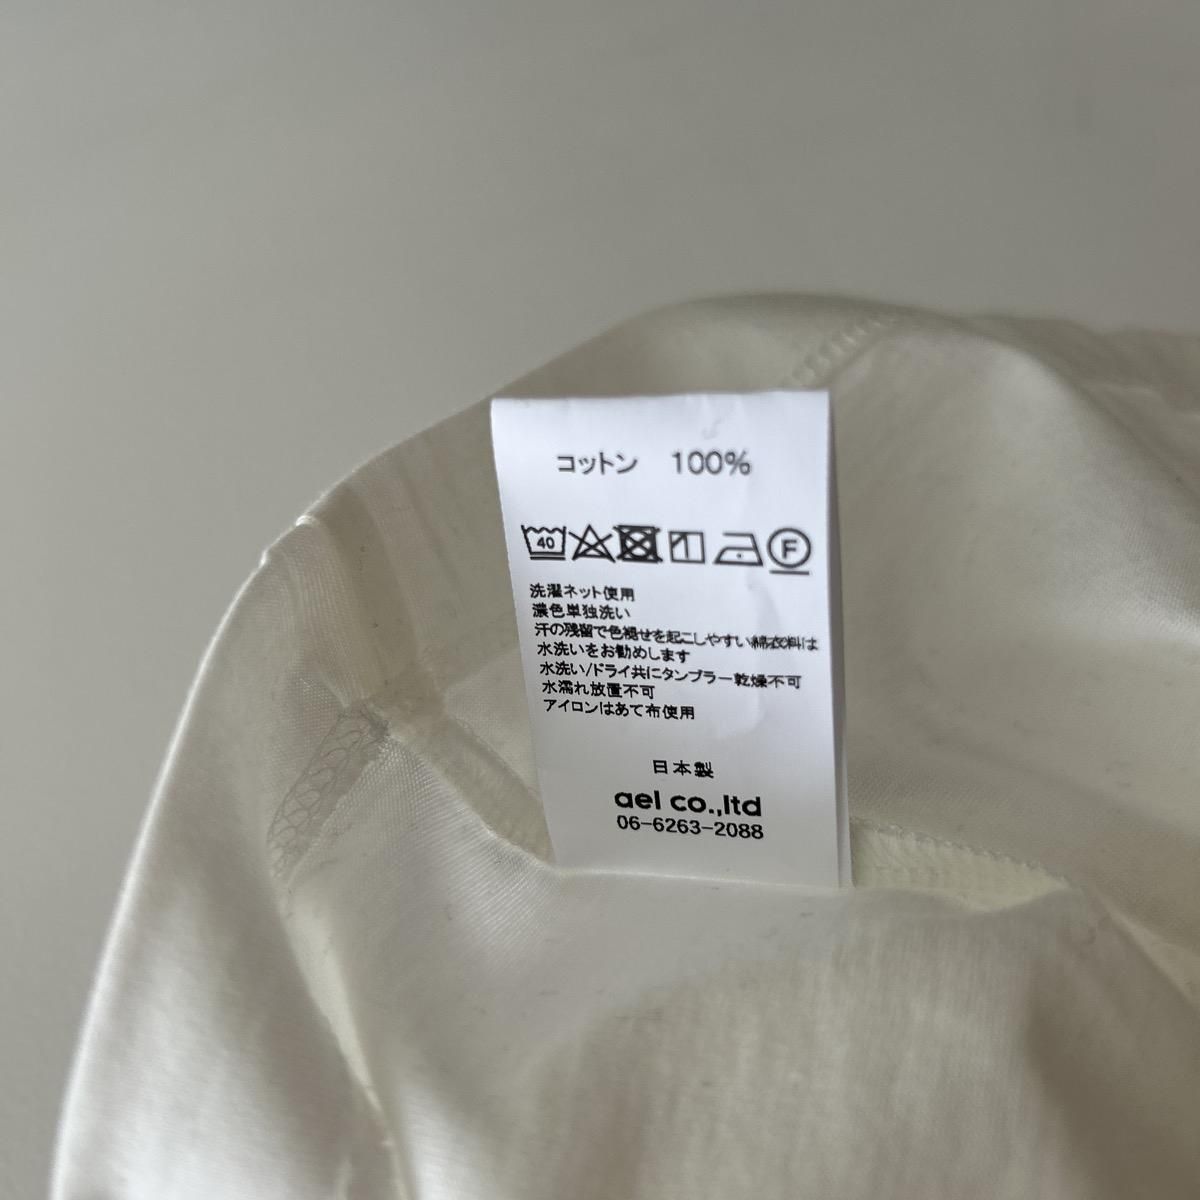 コットン 100%
40 F
洗濯ネット使用
濃色単独洗い
汗の残留で色褪せを起こしやすい綿衣料は
水洗いをお勧めします
水洗い/ドライ共にタンブラー乾燥不可
水濡れ放置不可
アイロンはあて布使用
日本製
ael co.,ltd
06-6263-2088